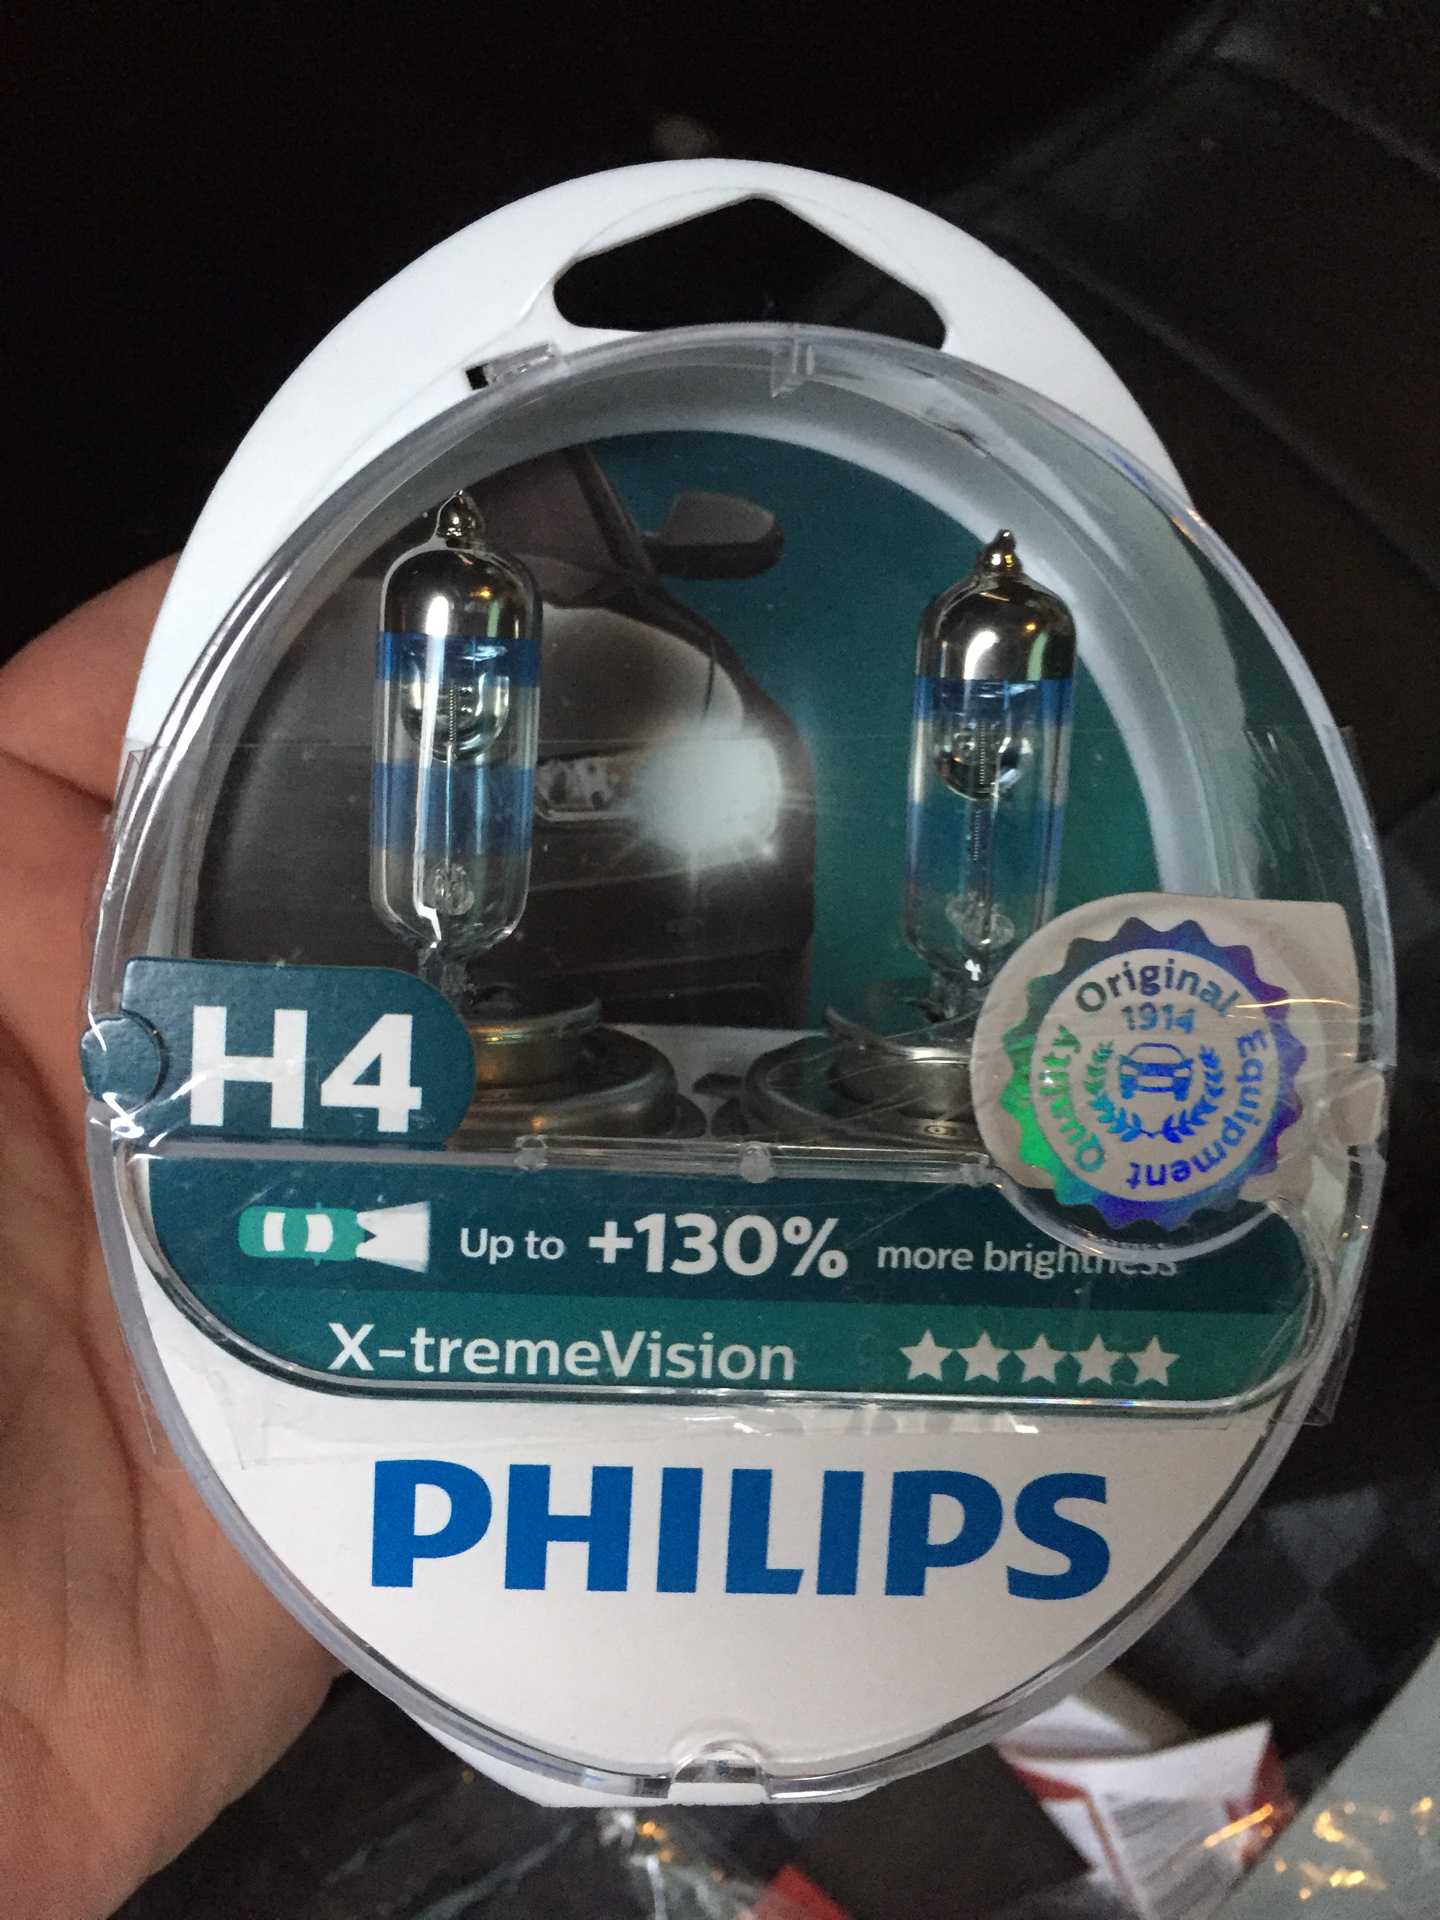 H4
Original
1914
Equipment
Quality
Up to +130% more brightness
X-tremeVision
PHILIPS